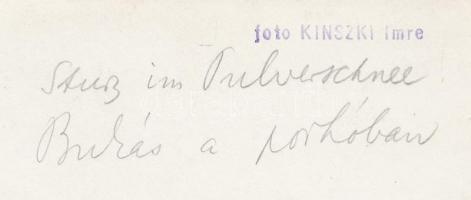 foto KINSZKI Imre
Sturz im Pulverschnee
Bukás a porhóban